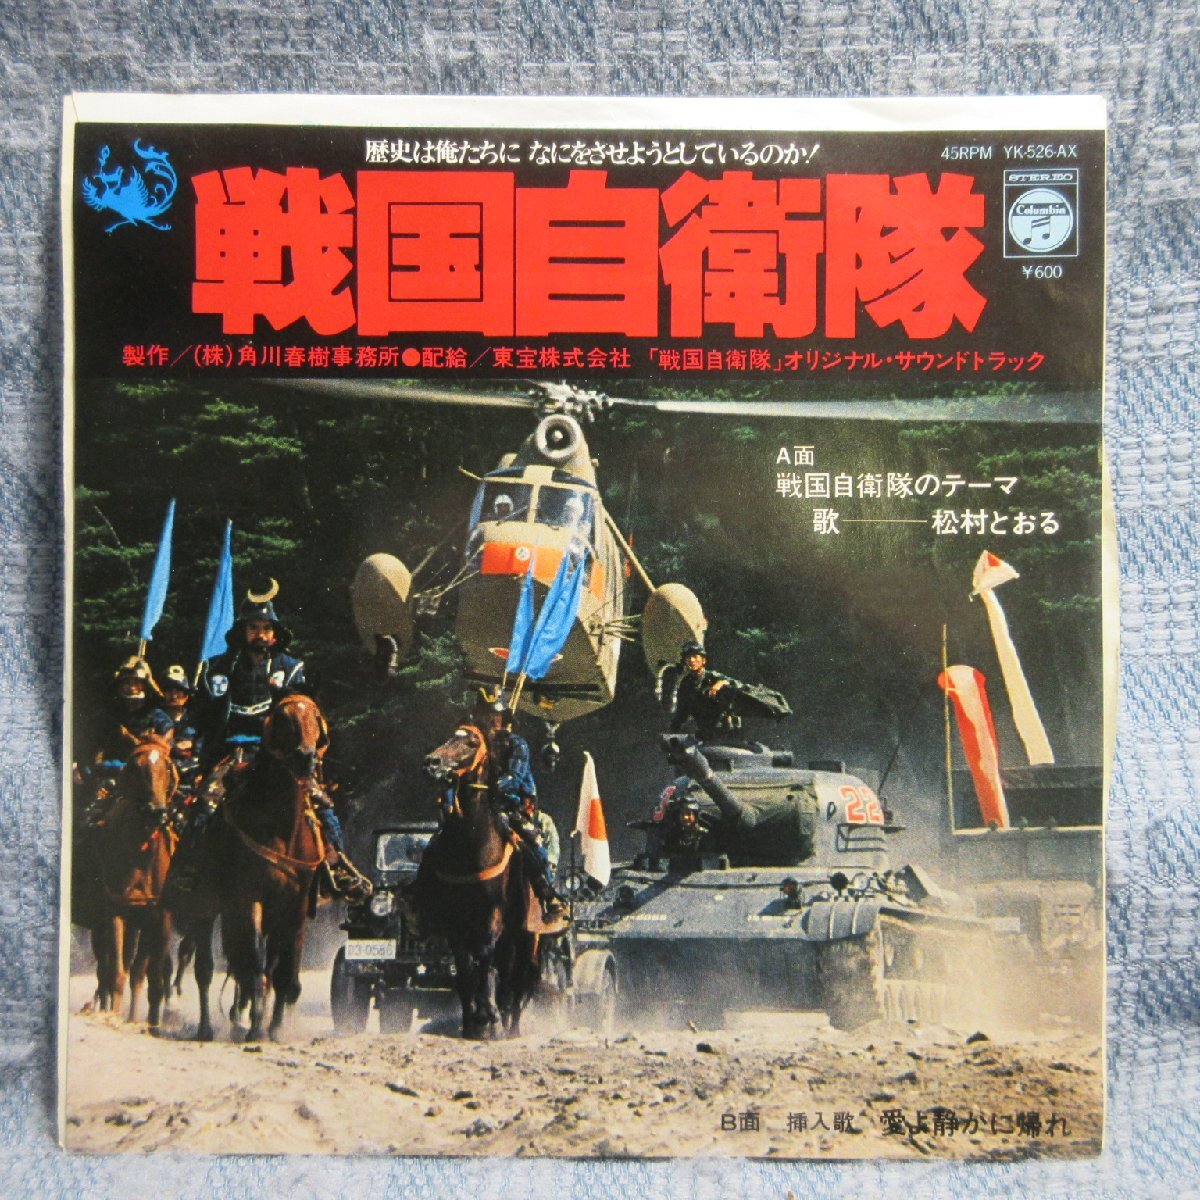 歴史は俺たちに なにをさせようとしているのか!
45RPM YK-526-AX
戦国自衛隊
STEREO
Columbia
¥600
製作/(株)角川春樹事務所●配給/東宝株式会社 「戦国自衛隊」オリジナル・サウンドトラック
A面
戦国自衛隊のテーマ
歌――松村とおる
22
03-0586
B面 挿入歌 愛よ静かに帰れ